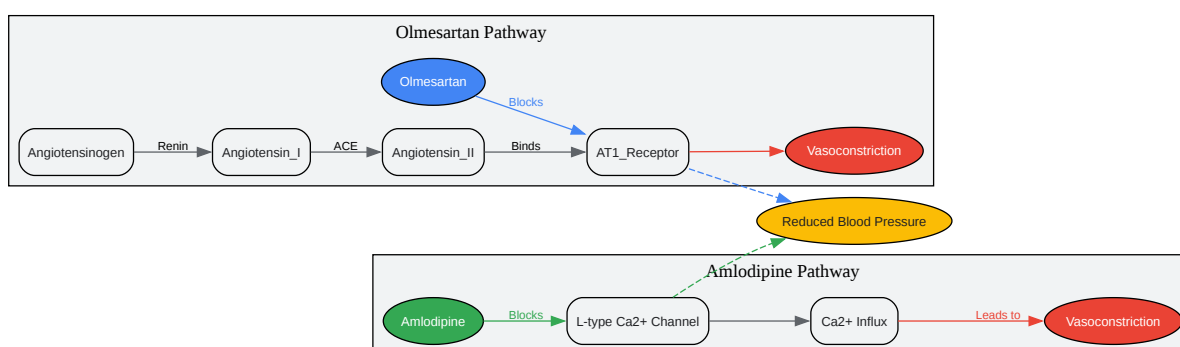 Olmesartan Pathway
Olmesartan
Blocks
Angiotensinogen
Renin
Angiotensin_I
ACE
Angiotensin_II
Binds
AT1_Receptor
Vasoconstriction
Reduced Blood Pressure
Amlodipine Pathway
Amlodipine
Blocks
L-type Ca2+ Channel
Ca2+ Influx
Leads to
Vasoconstriction